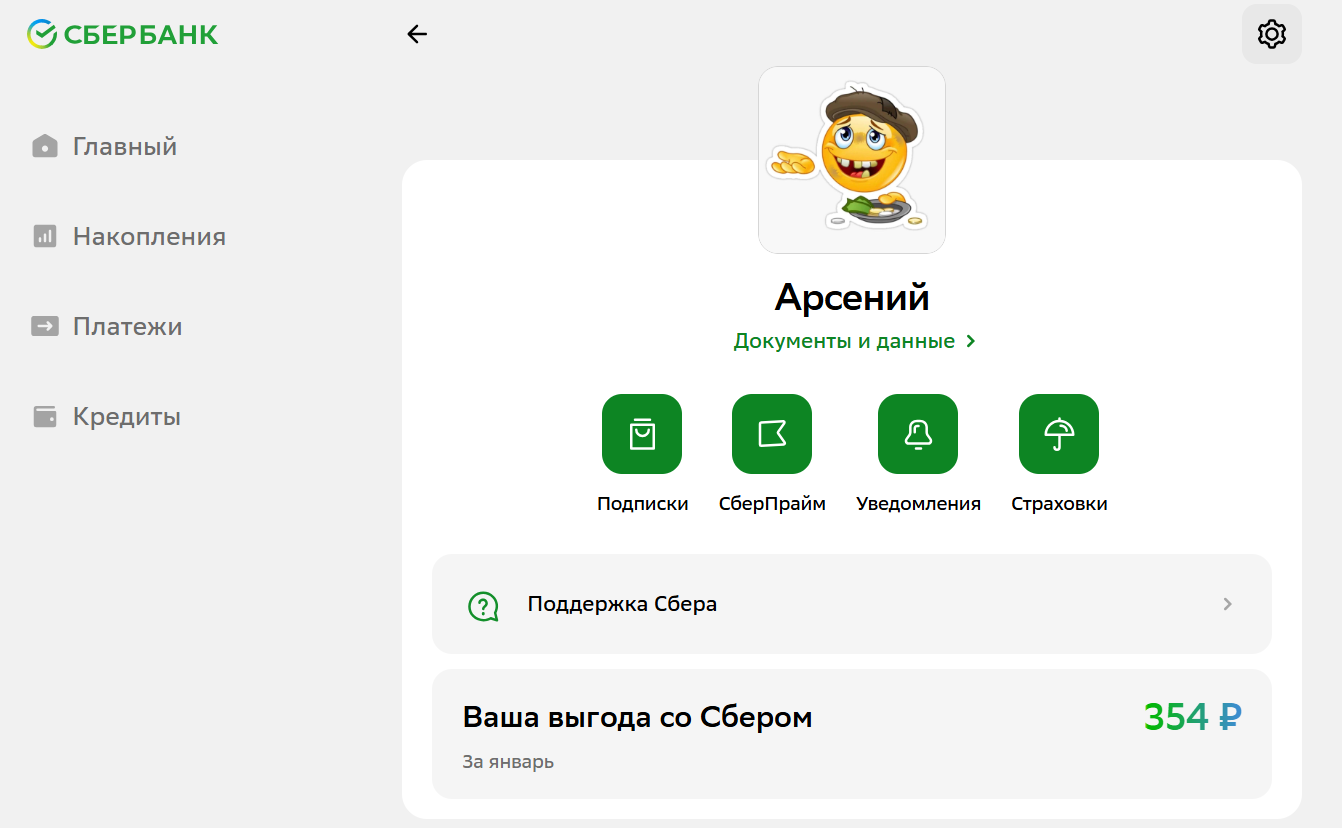 СБЕРБАНК
Главный
Накопления
Платежи
Кредиты
Арсений
Документы и данные
Подписки
СберПрайм
Уведомления
Страховки
Поддержка Сбера
Ваша выгода со Сбером
354 ₽
За январь